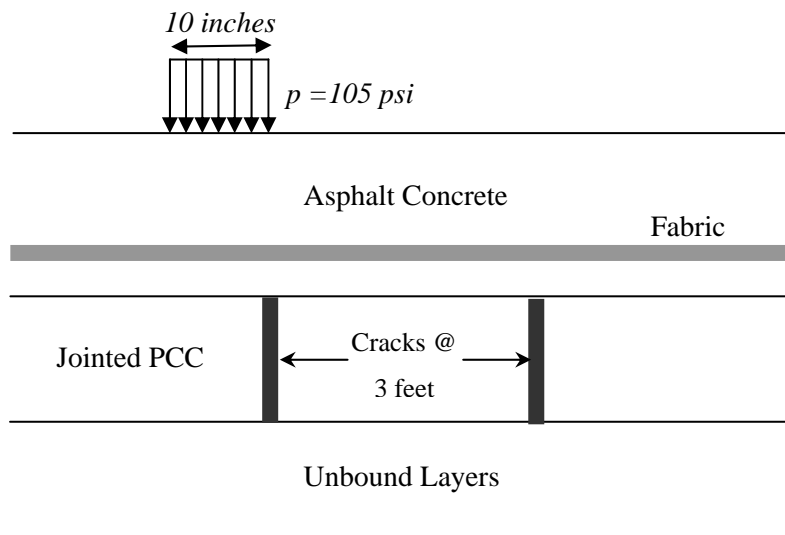 10 inches
p =105 psi
Asphalt Concrete
Fabric
Jointed PCC
Cracks @
3 feet
Unbound Layers